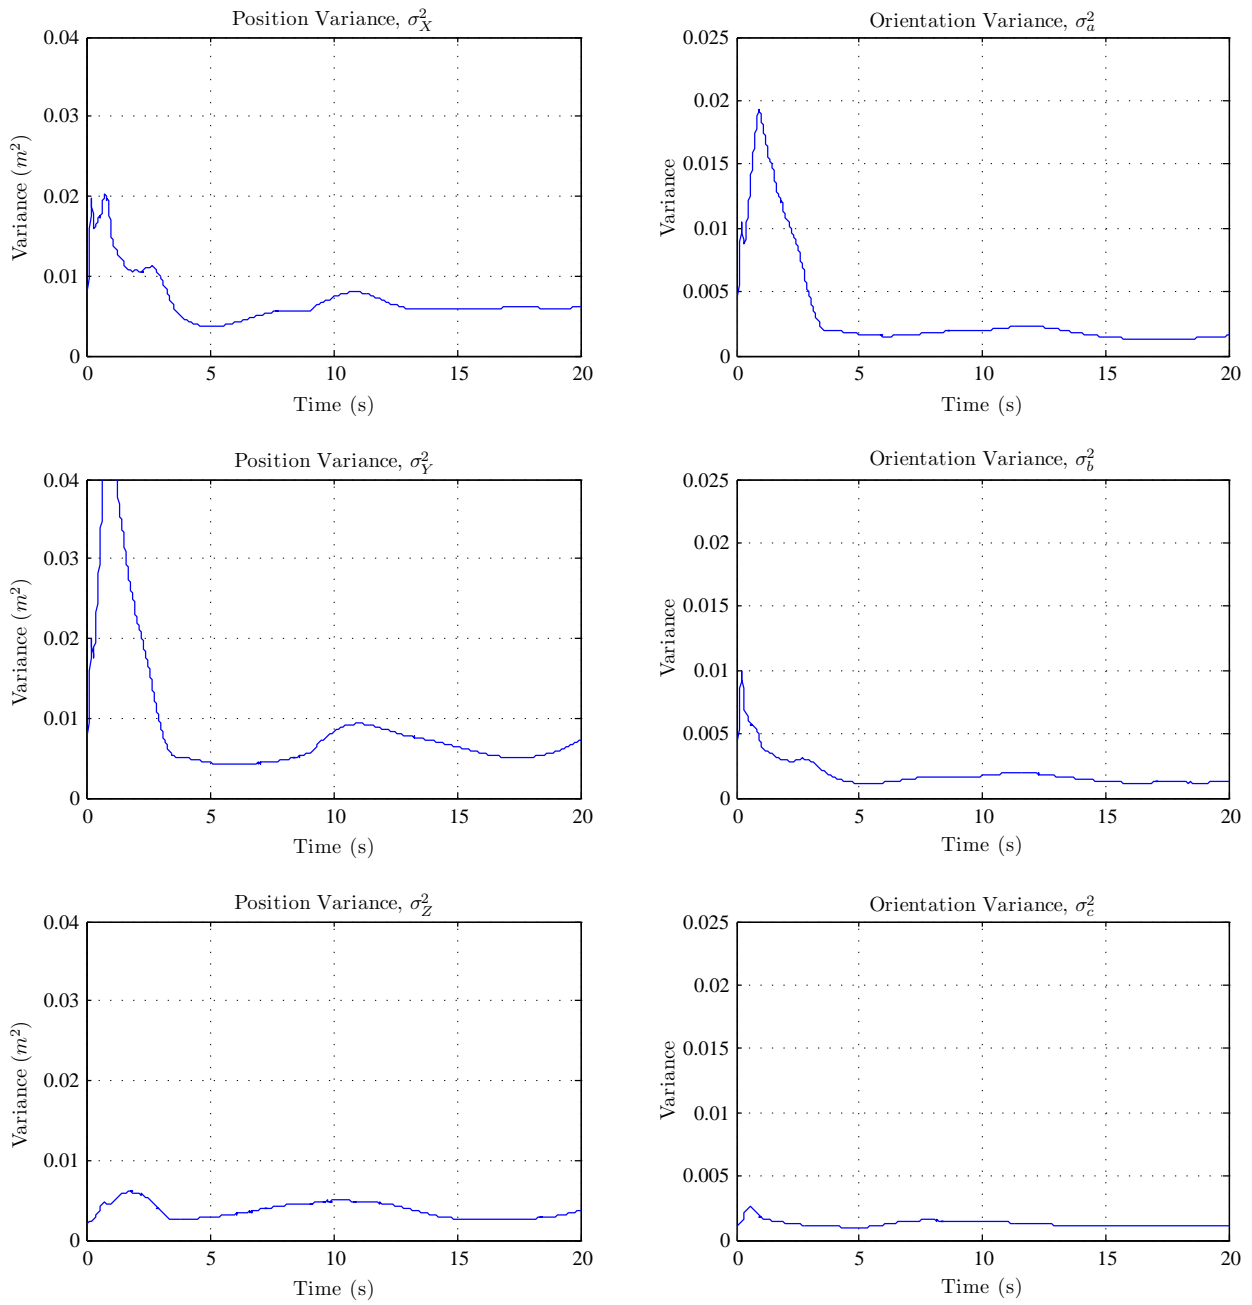 Position Variance, σ²_X
0.04
0.03
0.02
0.01
0
Variance (m²)
0 5 10 15 20
Time (s)
Orientation Variance, σ²_a
0.025
0.02
0.015
0.01
0.005
0
Variance
0 5 10 15 20
Time (s)
Position Variance, σ²_Y
0.04
0.03
0.02
0.01
0
Variance (m²)
0 5 10 15 20
Time (s)
Orientation Variance, σ²_b
0.025
0.02
0.015
0.01
0.005
0
Variance
0 5 10 15 20
Time (s)
Position Variance, σ²_Z
0.04
0.03
0.02
0.01
0
Variance (m²)
0 5 10 15 20
Time (s)
Orientation Variance, σ²_c
0.025
0.02
0.015
0.01
0.005
0
Variance
0 5 10 15 20
Time (s)